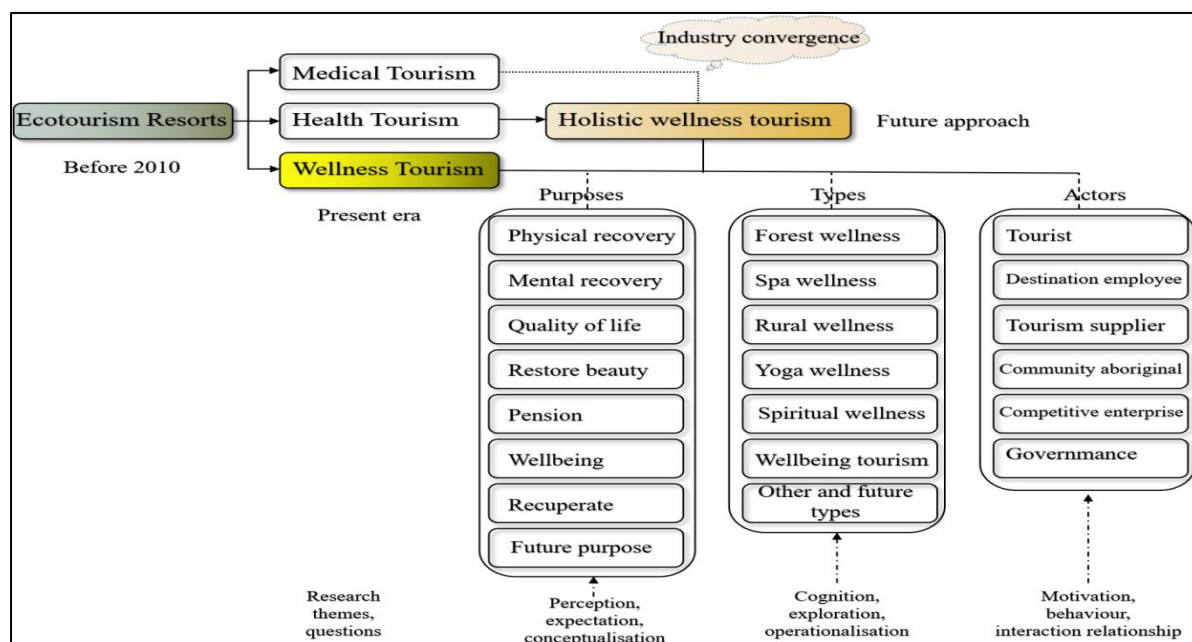 Industry convergence
Medical Tourism
Ecotourism Resorts
Health Tourism
Holistic wellness tourism
Future approach
Before 2010
Wellness Tourism
Present era
Purposes
Physical recovery
Mental recovery
Quality of life
Restore beauty
Pension
Wellbeing
Recuperate
Future purpose
Types
Forest wellness
Spa wellness
Rural wellness
Yoga wellness
Spiritual wellness
Wellbeing tourism
Other and future
types
Actors
Tourist
Destination employee
Tourism supplier
Community aboriginal
Competitive enterprise
Governmance
Research
themes,
questions
Perception,
expectation,
conceptualisation
Cognition,
exploration,
operationalisation
Motivation,
behaviour,
interaction relationship